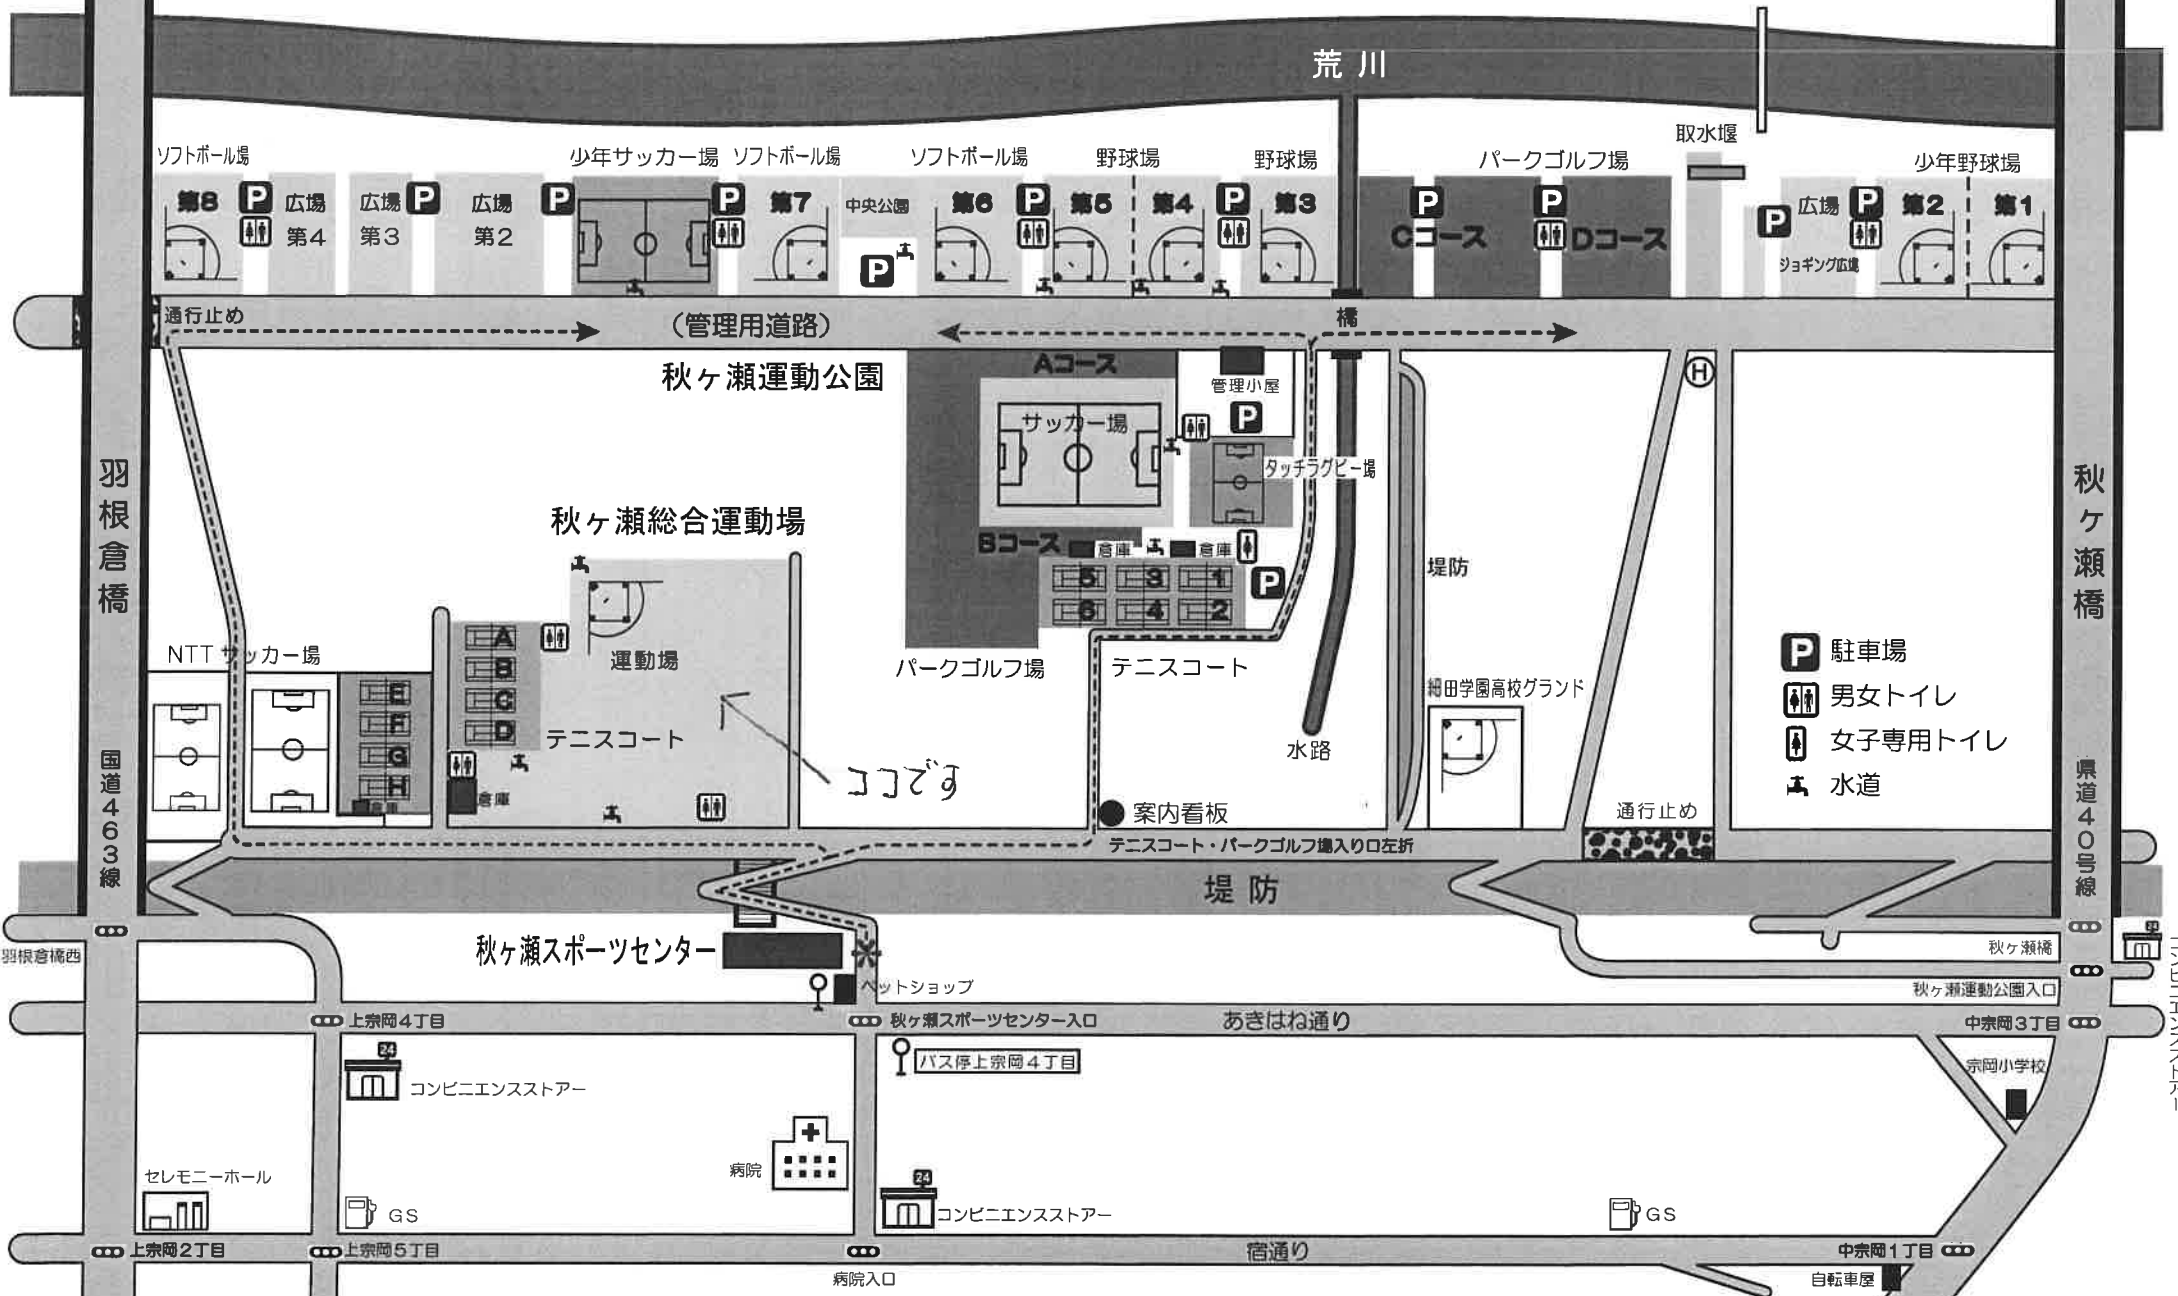 荒川
取水堰
ソフトボール場
少年サッカー場
ソフトボール場
ソフトボール場
野球場
野球場
パークゴルフ場
少年野球場
第8
P
広場
第4
広場
第3
P
広場
第2
P
P
第7
中央公園
P
第6
P
第5
第4
P
第3
P
Cコース
P
Dコース
P
広場
P
ジョギング広場
第2
第1
通行止め
(管理用道路)
橋
秋ヶ瀬運動公園
Aコース
管理小屋
P
サッカー場
タッチラグビー場
H
羽根倉橋
秋ヶ瀬橋
秋ヶ瀬総合運動場
Bコース
倉庫
倉庫
5
3
1
6
4
2
P
堤防
NTTサッカー場
A
B
C
D
運動場
テニスコート
パークゴルフ場
テニスコート
細田学園高校グランド
P 駐車場
男女トイレ
女子専用トイレ
水道
E
F
G
H
倉庫
倉庫
ココです
水路
案内看板
通行止め
国道463線
県道40号線
テニスコート・パークゴルフ場入り口左折
堤防
羽根倉橋西
秋ヶ瀬スポーツセンター
ペットショップ
秋ヶ瀬橋
秋ヶ瀬運動公園入口
24
コンビニエンスストアー
上宗岡4丁目
秋ヶ瀬スポーツセンター入口
あきはね通り
中宗岡3丁目
24
コンビニエンスストアー
バス停上宗岡4丁目
宗岡小学校
病院
セレモニーホール
GS
24
コンビニエンスストアー
GS
上宗岡2丁目
上宗岡5丁目
宿通り
中宗岡1丁目
病院入口
自転車屋